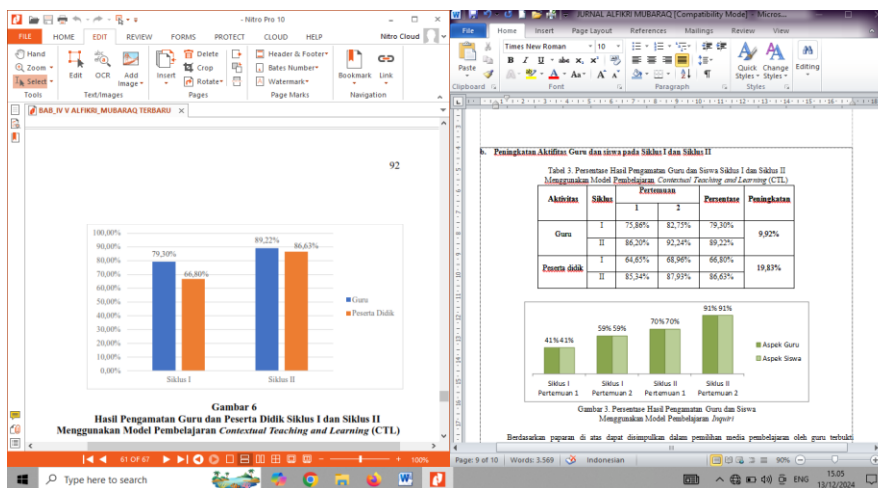 - Nitro Pro 10
FILE HOME EDIT REVIEW FORMS PROTECT CLOUD HELP Nitro Cloud
Hand
Zoom
Select
Tools
Edit OCR Add Image
Text/Images
Insert Delete
Crop
Rotate
Pages
Header & Footer
Bates Number
Watermark
Page Marks
Bookmark Link
Navigation
BAB_IV V ALFIKRI_MUBARAQ TERBARU
92
100,00%
90,00%
80,00%
70,00%
60,00%
50,00%
40,00%
30,00%
20,00%
10,00%
0,00%
79,30% 66,80% 89,22% 86,63%
Siklus I Siklus II
Guru
Peserta Didik
Gambar 6
Hasil Pengamatan Guru dan Peserta Didik Siklus I dan Siklus II
Menggunakan Model Pembelajaran Contextual Teaching and Learning (CTL)
61 OF 67
100%
JURNAL ALFIKRI MUBARAQ [Compatibility Mode] - Micros...
File Home Insert Page Layout References Mailings Review View
Paste
Clipboard
Times New Roman 10
Font
Paragraph
Quick Styles
Change Styles
Styles
Editing
b. Peningkatan Aktifitas Guru dan siswa pada Siklus I dan Siklus II
Tabel 3. Persentase Hasil Pengamatan Guru dan Siswa Siklus I dan Siklus II
Menggunakan Model Pembelajaran Contextual Teaching and Learning (CTL)
Aktivitas Siklus Pertemuan Persentase Peningkatan
1 2
Guru I 75,86% 82,75% 79,30% 9,92%
II 86,20% 92,24% 89,22%
Peserta didik I 64,65% 68,96% 66,80% 19,83%
II 85,34% 87,93% 86,63%
41% 41% 59% 59% 70% 70% 91% 91%
Siklus I Pertemuan 1
Siklus I Pertemuan 2
Siklus II Pertemuan 1
Siklus II Pertemuan 2
Aspek Guru
Aspek Siswa
Gambar 3. Persentase Hasil Pengamatan Guru dan Siswa
Menggunakan Model Pembelajaran Inquiri
Berdasarkan paparan di atas dapat disimpulkan dalam pemilihan media pembelajaran oleh guru terbukti
Page: 9 of 10 Words: 3.569 Indonesian 90%
Type here to search
ENG
15.05
13/12/2024